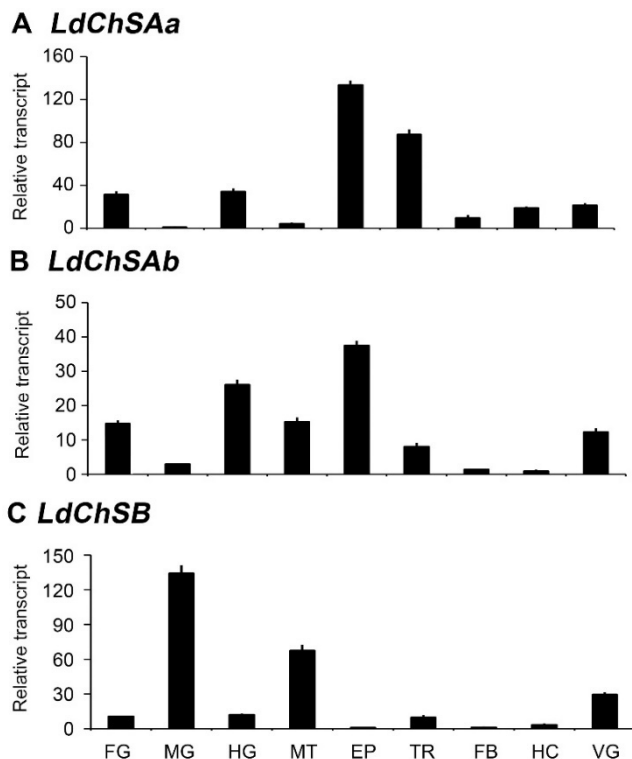 A LdChSAa
Relative transcript
160
120
80
40
0
B LdChSAb
Relative transcript
50
40
30
20
10
0
C LdChSB
Relative transcript
150
120
90
60
30
0
FG MG HG MT EP TR FB HC VG